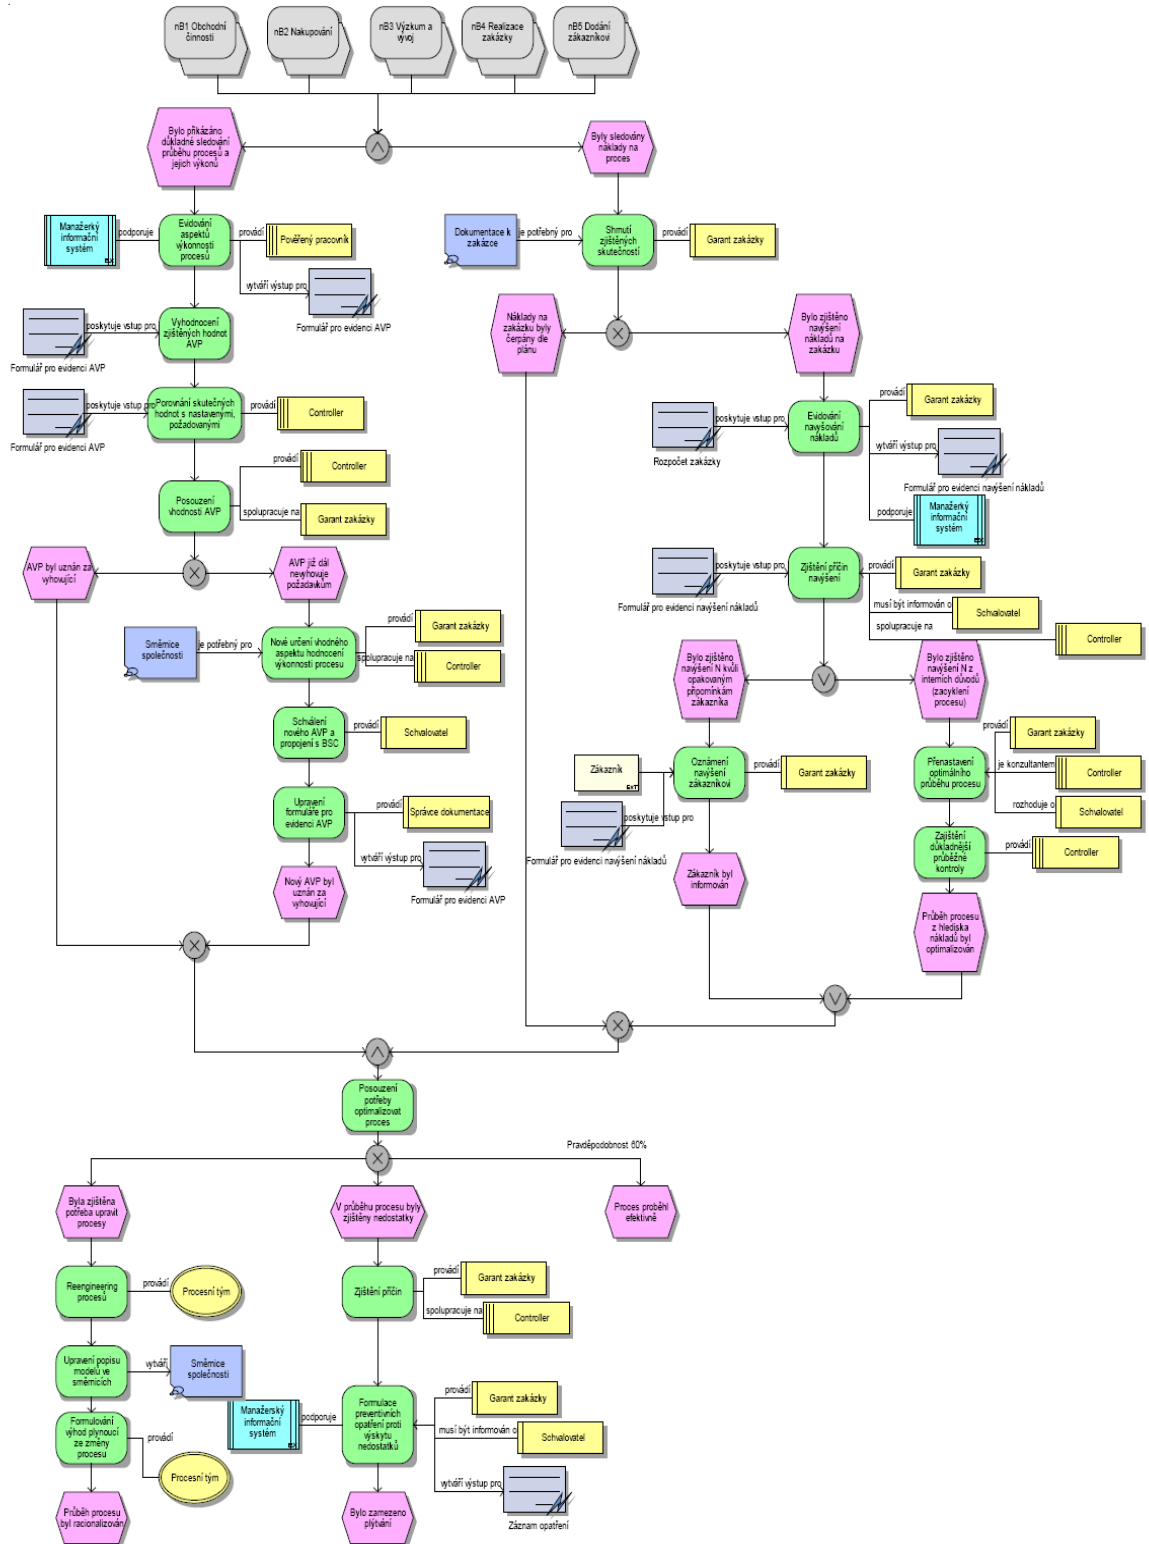 nB1 Obchodní
činnosti
nB2 Nakupování
nB3 Výzkum a
vývoj
nB4 Realizace
zakázky
nB5 Dodání
zákazníkovi
Bylo přikázáno
důkladné sledování
průběhu procesů a
jejich výkonů
Byly sledovány
náklady na
proces
Manažerký
informační
systém
podporuje
Evidování
aspektů
výkonnosti
procesů
provádí
Pověřený pracovník
vytváří výstup pro
Formulář pro evidenci AVP
Dokumentace k
zakázce
je potřebný pro
Shrnutí
zjištěných
skutečností
provádí
Garant zakázky
poskytuje vstup pro
Formulář pro evidenci AVP
Vyhodnocení
zjištěných hodnot
AVP
Náklady na
zakázku byly
čerpány dle
plánu
Bylo zjištěno
navýšení
nákladů na
zakázku
poskytuje vstup pro
Formulář pro evidenci AVP
Porovnání skutečných
hodnot s nastavenými,
požadovanými
provádí
Controller
poskytuje vstup pro
Rozpočet zakázky
Evidování
navyšování
nákladů
provádí
Garant zakázky
vytváří výstup pro
Formulář pro evidenci navýšení nákladů
podporuje
Manažerký
informační
systém
Posouzení
vhodnosti AVP
provádí
Controller
spolupracuje na
Garant zakázky
AVP byl uznán za
vyhovující
AVP již dál
nevyhovuje
požadavkům
poskytuje vstup pro
Formulář pro evidenci navýšení nákladů
Zjištění příčin
navýšení
provádí
Garant zakázky
musí být informován o
Schvalovatel
spolupracuje na
Controller
Směrnice
společnosti
je potřebný pro
Nové určení vhodného
aspektu hodnocení
výkonnosti procesu
provádí
Garant zakázky
spolupracuje na
Controller
Bylo zjištěno
navýšení N kvůli
opakovaným
připomínkám
zákazníka
Bylo zjištěno
navýšení N z
interních důvodů
(zacyklení
procesu)
Schválení
nového AVP a
propojení s BSC
provádí
Schvalovatel
Zákazník
EXT
poskytuje vstup pro
Formulář pro evidenci navýšení nákladů
Oznámení
navýšení
zákazníkovi
provádí
Garant zakázky
Přenastavení
optimálního
průběhu procesu
provádí
Garant zakázky
je konzultantem
Controller
rozhoduje o
Schvalovatel
Upravení
formuláře pro
evidenci AVP
provádí
Správce dokumentace
vytváří výstup pro
Formulář pro evidenci AVP
Zajištění
důkladnější
průběžné
kontroly
provádí
Controller
Nový AVP byl
uznán za
vyhovující
Zákazník byl
informován
Průběh procesu
z hlediska
nákladů byl
optimalizován
Posouzení
potřeby
optimalizovat
proces
Pravděpodobnost 60%
Byla zjištěna
potřeba upravit
procesy
V průběhu procesu byly
zjištěny nedostatky
Proces proběhl
efektivně
Reengineering
procesů
provádí
Procesní tým
Zjištění příčin
provádí
Garant zakázky
spolupracuje na
Controller
Upravení popisu
modelů ve
směrnicích
vytváří
Směrnice
společnosti
Manažerský
informační
systém
podporuje
Formulace
preventivních
opatření proti
výskytu
nedostatků
provádí
Garant zakázky
musí být informován o
Schvalovatel
vytváří výstup pro
Záznam opatření
Formulování
výhod plynoucí
ze změny
procesu
provádí
Procesní tým
Průběh procesu
byl racionalizován
Bylo zamezeno
plýtvání